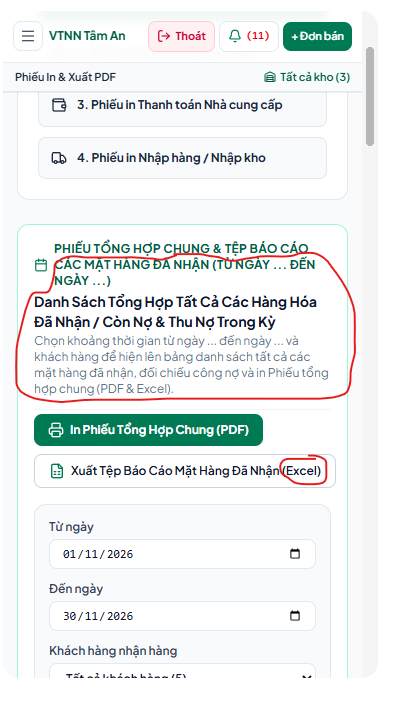 VTNN Tâm An
Thoát
(11)
+Đơn bán
Phiếu In & Xuất PDF
Tất cả kho (3)
3. Phiếu in Thanh toán Nhà cung cấp
4. Phiếu in Nhập hàng / Nhập kho
PHIẾU TỔNG HỢP CHUNG & TỆP BÁO CÁO
CÁC MẶT HÀNG ĐÃ NHẬN (TỪ NGÀY ... ĐẾN
NGÀY ...)
Danh Sách Tổng Hợp Tất Cả Các Hàng Hóa
Đã Nhận / Còn Nợ & Thu Nợ Trong Kỳ
Chọn khoảng thời gian từ ngày ... đến ngày ... và
khách hàng để hiện lên bảng danh sách tất cả các
mặt hàng đã nhận, đối chiếu công nợ và in Phiếu tổng
hợp chung (PDF & Excel).
In Phiếu Tổng Hợp Chung (PDF)
Xuất Tệp Báo Cáo Mặt Hàng Đã Nhận (Excel)
Từ ngày
01/11/2026
Đến ngày
30/11/2026
Khách hàng nhận hàng
Tất cả khách hàng (5)